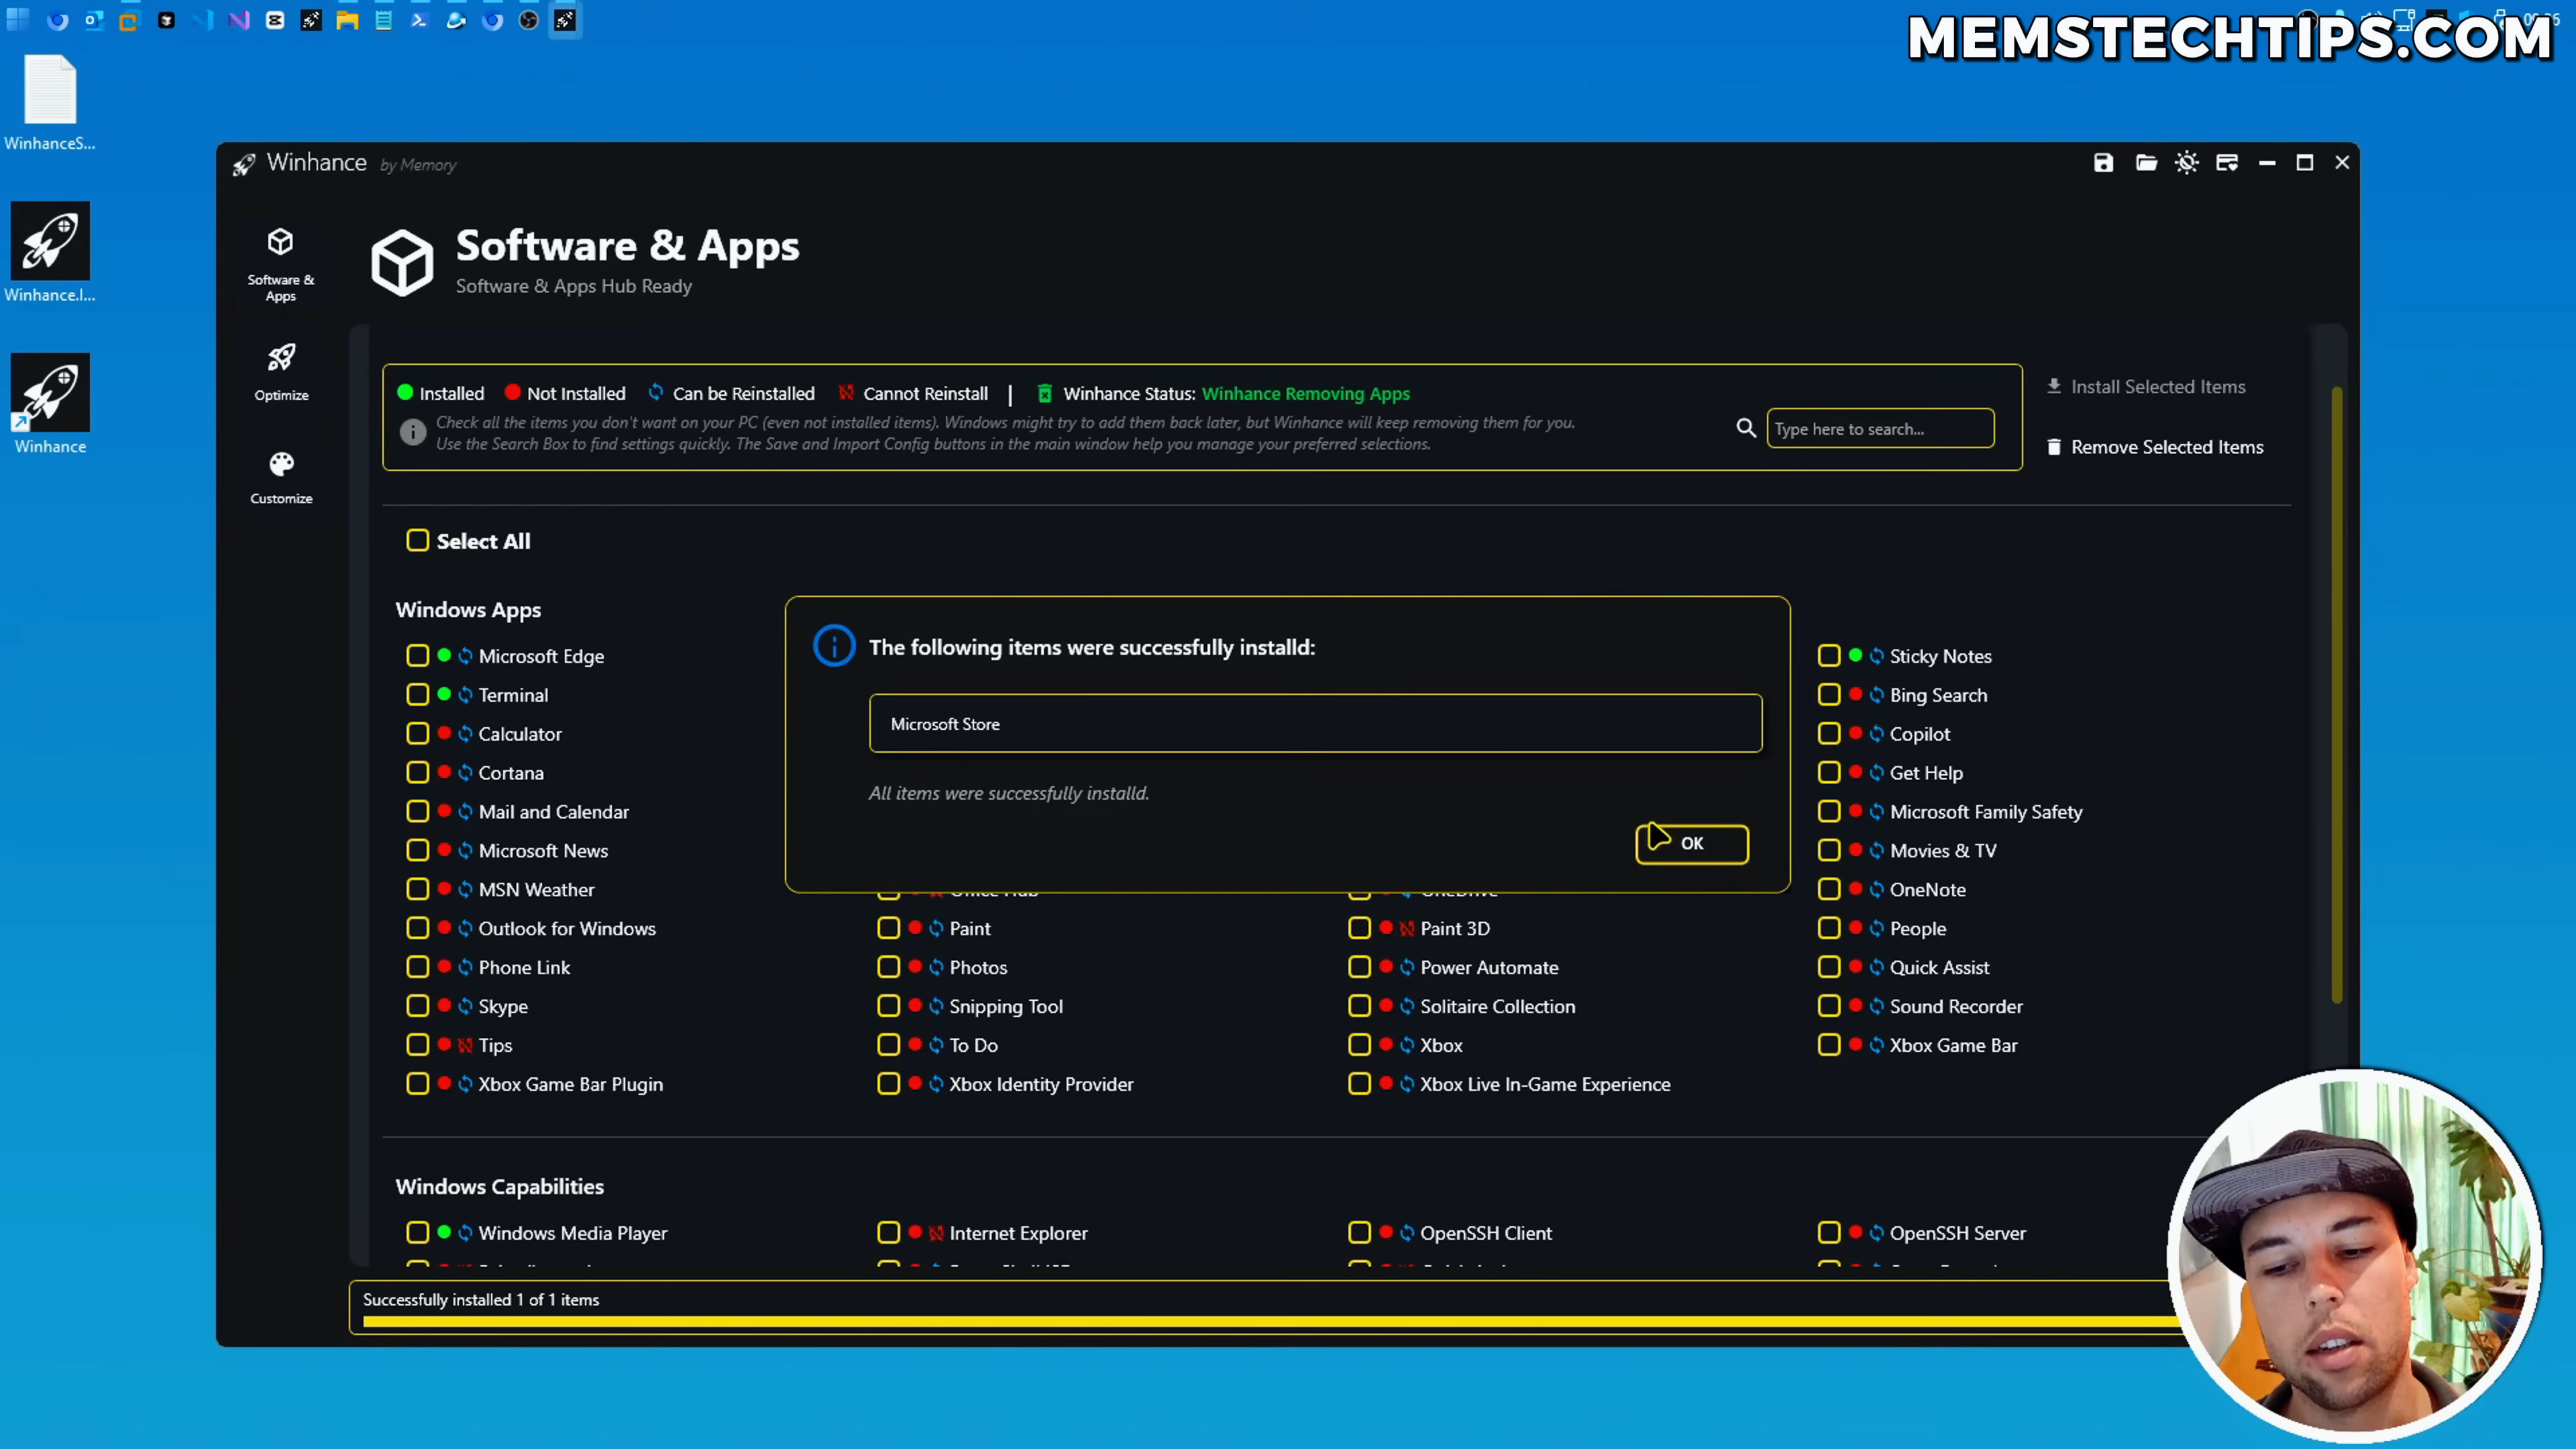 MEMSTECHTIPS.COM
WinhanceS...
Winhance.l...
Winhance
Winhance by Memory
Software & Apps
Optimize
Customize
Software & Apps
Software & Apps Hub Ready
Installed Not Installed Can be Reinstalled Cannot Reinstall | Winhance Status: Winhance Removing Apps
Check all the items you don't want on your PC (even not installed items). Windows might try to add them back later, but Winhance will keep removing them for you.
Use the Search Box to find settings quickly. The Save and Import Config buttons in the main window help you manage your preferred selections.
Type here to search...
Install Selected Items
Remove Selected Items
Select All
Windows Apps
The following items were successfully installd:
Microsoft Store
All items were successfully installd.
OK
Microsoft Edge Sticky Notes
Terminal Bing Search
Calculator Copilot
Cortana Get Help
Mail and Calendar Microsoft Family Safety
Microsoft News Movies & TV
MSN Weather OneNote
Outlook for Windows Paint Paint 3D People
Phone Link Photos Power Automate Quick Assist
Skype Snipping Tool Solitaire Collection Sound Recorder
Tips To Do Xbox Xbox Game Bar
Xbox Game Bar Plugin Xbox Identity Provider Xbox Live In-Game Experience
Windows Capabilities
Windows Media Player Internet Explorer OpenSSH Client OpenSSH Server
Successfully installed 1 of 1 items